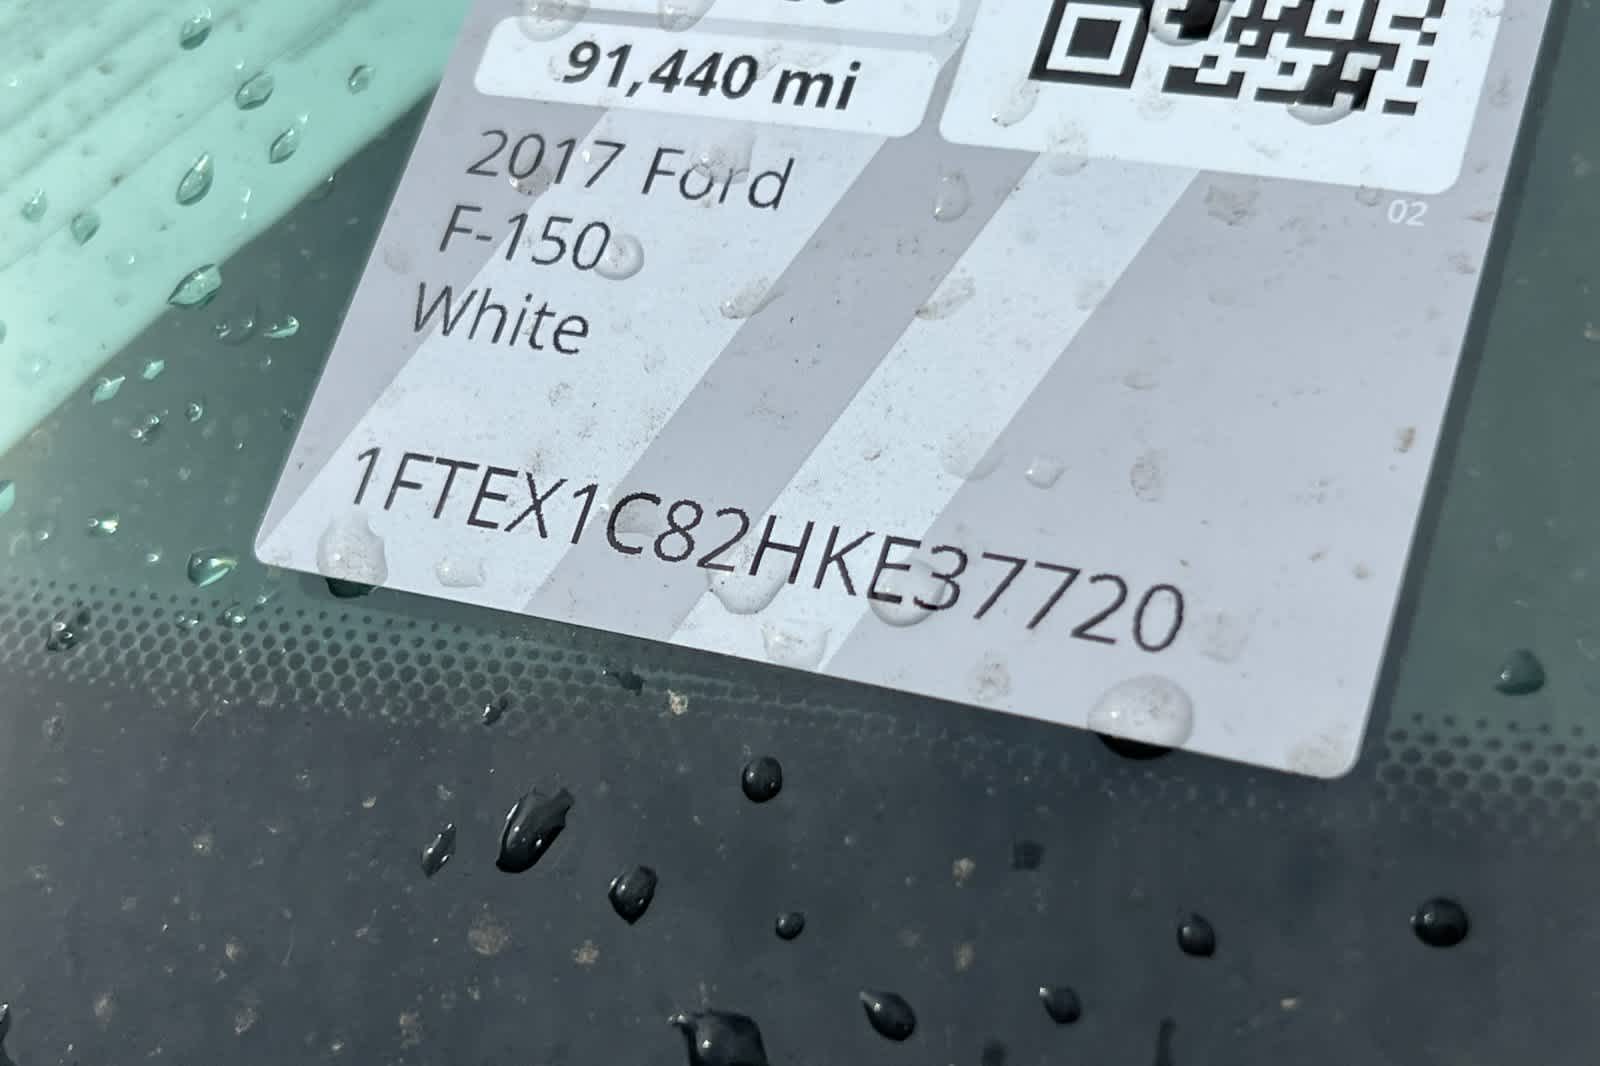 91,440 mi
02
2017 Ford
F-150
White
1FTEX1C82HKE37720